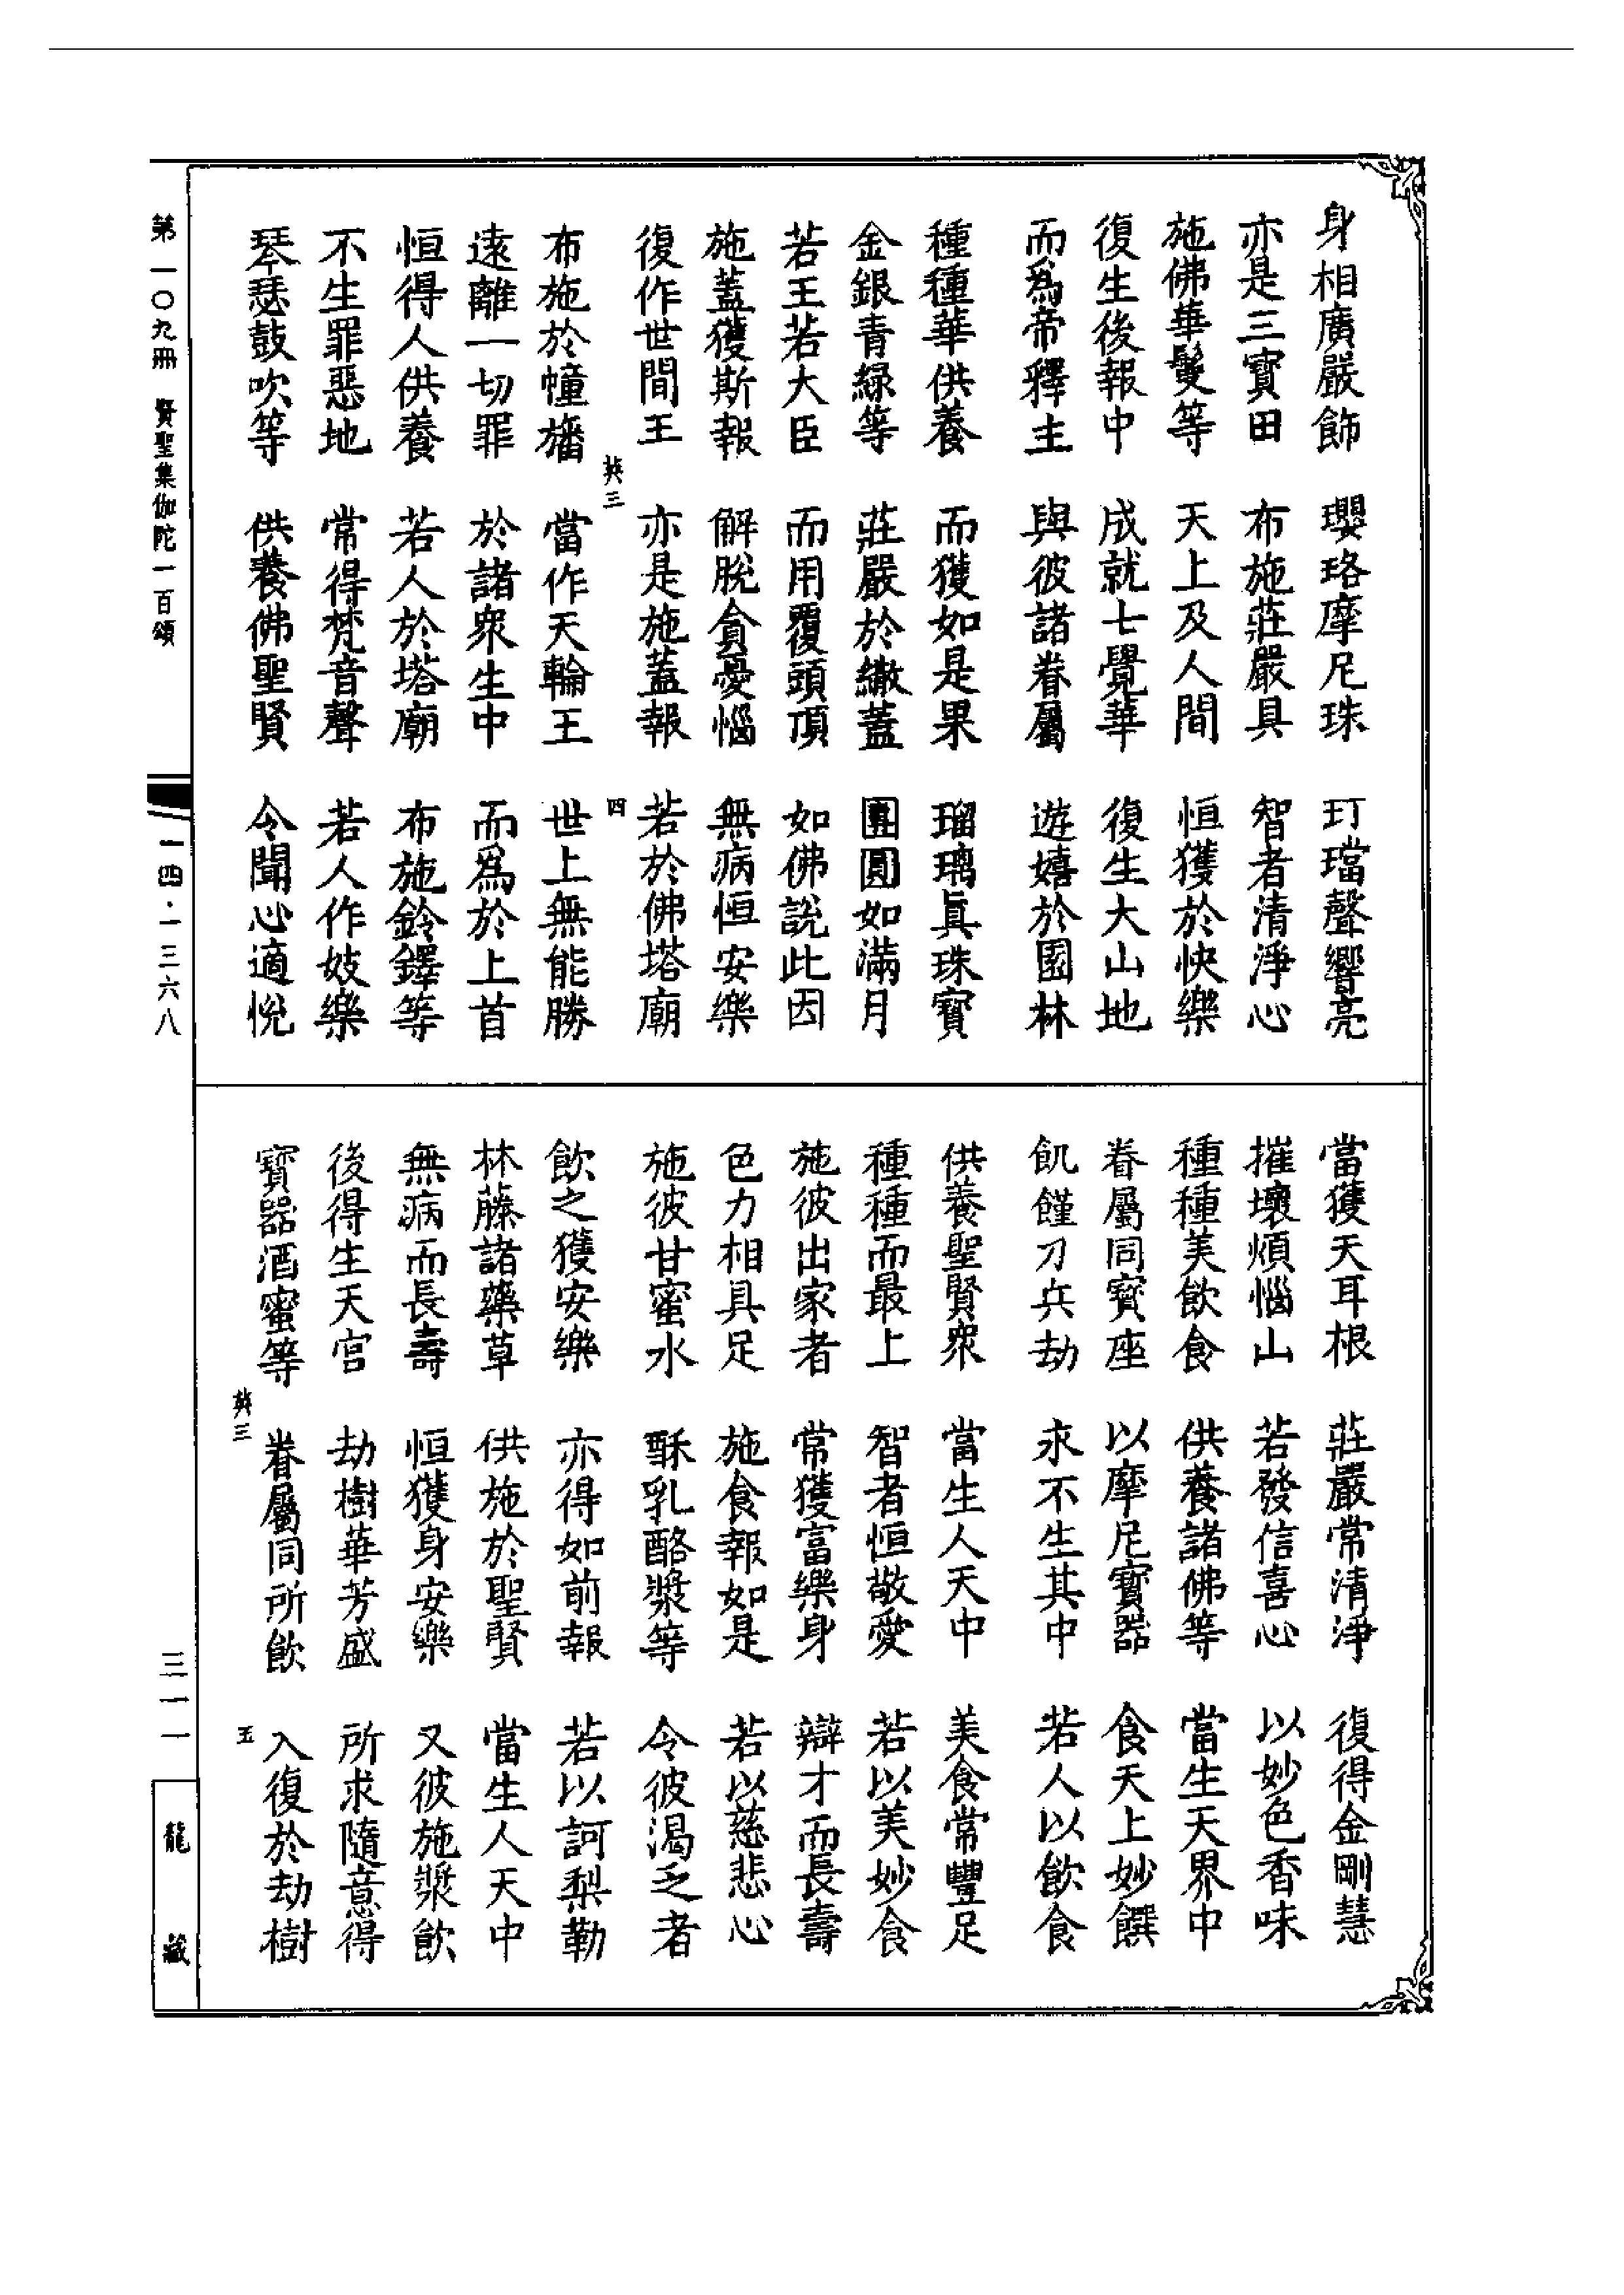 身相廣嚴飾　瓔珞摩尼珠　玎璫聲響亮
亦是三寳田　布施莊嚴具　智者清淨心
施佛華鬘等　天上及人間　恒獲於快樂
復生後報中　成就七覺華　復生大山地
而爲帝釋主　與彼諸眷屬　遊嬉於園林
種種華供養　而獲如是果　瑠璃眞珠寳
金銀青緑等　莊嚴於繖蓋　團圓如滿月
若王若大臣　而用覆頭頂　如佛說此因
施蓋獲斯報　解脫貪憂惱　無病恒安樂
復作世間王　亦是施蓋報　若於佛塔廟
三　四
布施於幢旛　當作天輪王　世上無能勝
遠離一切罪　於諸衆生中　而爲於上首
恒得人供養　若人於塔廟　布施鈴鐸等
不生罪惡地　常得梵音聲　若人作妓樂
琴瑟鼓吹等　供養佛聖賢　令聞心適悅
當獲天耳根　莊嚴常清淨　復得金剛慧
摧壞煩惱山　若發信喜心　以妙色香味
種種美飲食　供養諸佛等　當生天界中
眷屬同寳座　以摩尼寳器　食天上妙饌
飢饉刀兵劫　求不生其中　若人以飲食
供養聖賢衆　當生人天中　美食常豐足
種種而最上　智者恒敬愛　若以美妙食
施彼出家者　常獲富樂身　辯才而長壽
色力相具足　施食報如是　若以慈悲心
施彼甘蜜水　酥乳酪漿等　令彼渴乏者
飲之獲安樂　亦得如前報　若以訶梨勒
林藤諸藥草　供施於聖賢　當生人天中
無病而長壽　恒獲身安樂　又彼施漿飲
後得生天宮　劫樹華芳盛　所求隨意得
寳器酒蜜等　眷屬同所飲　入復於劫樹
三　五
第一〇九冊　賢聖集伽陀一百頌
一四·一三六八
三一一
龍藏